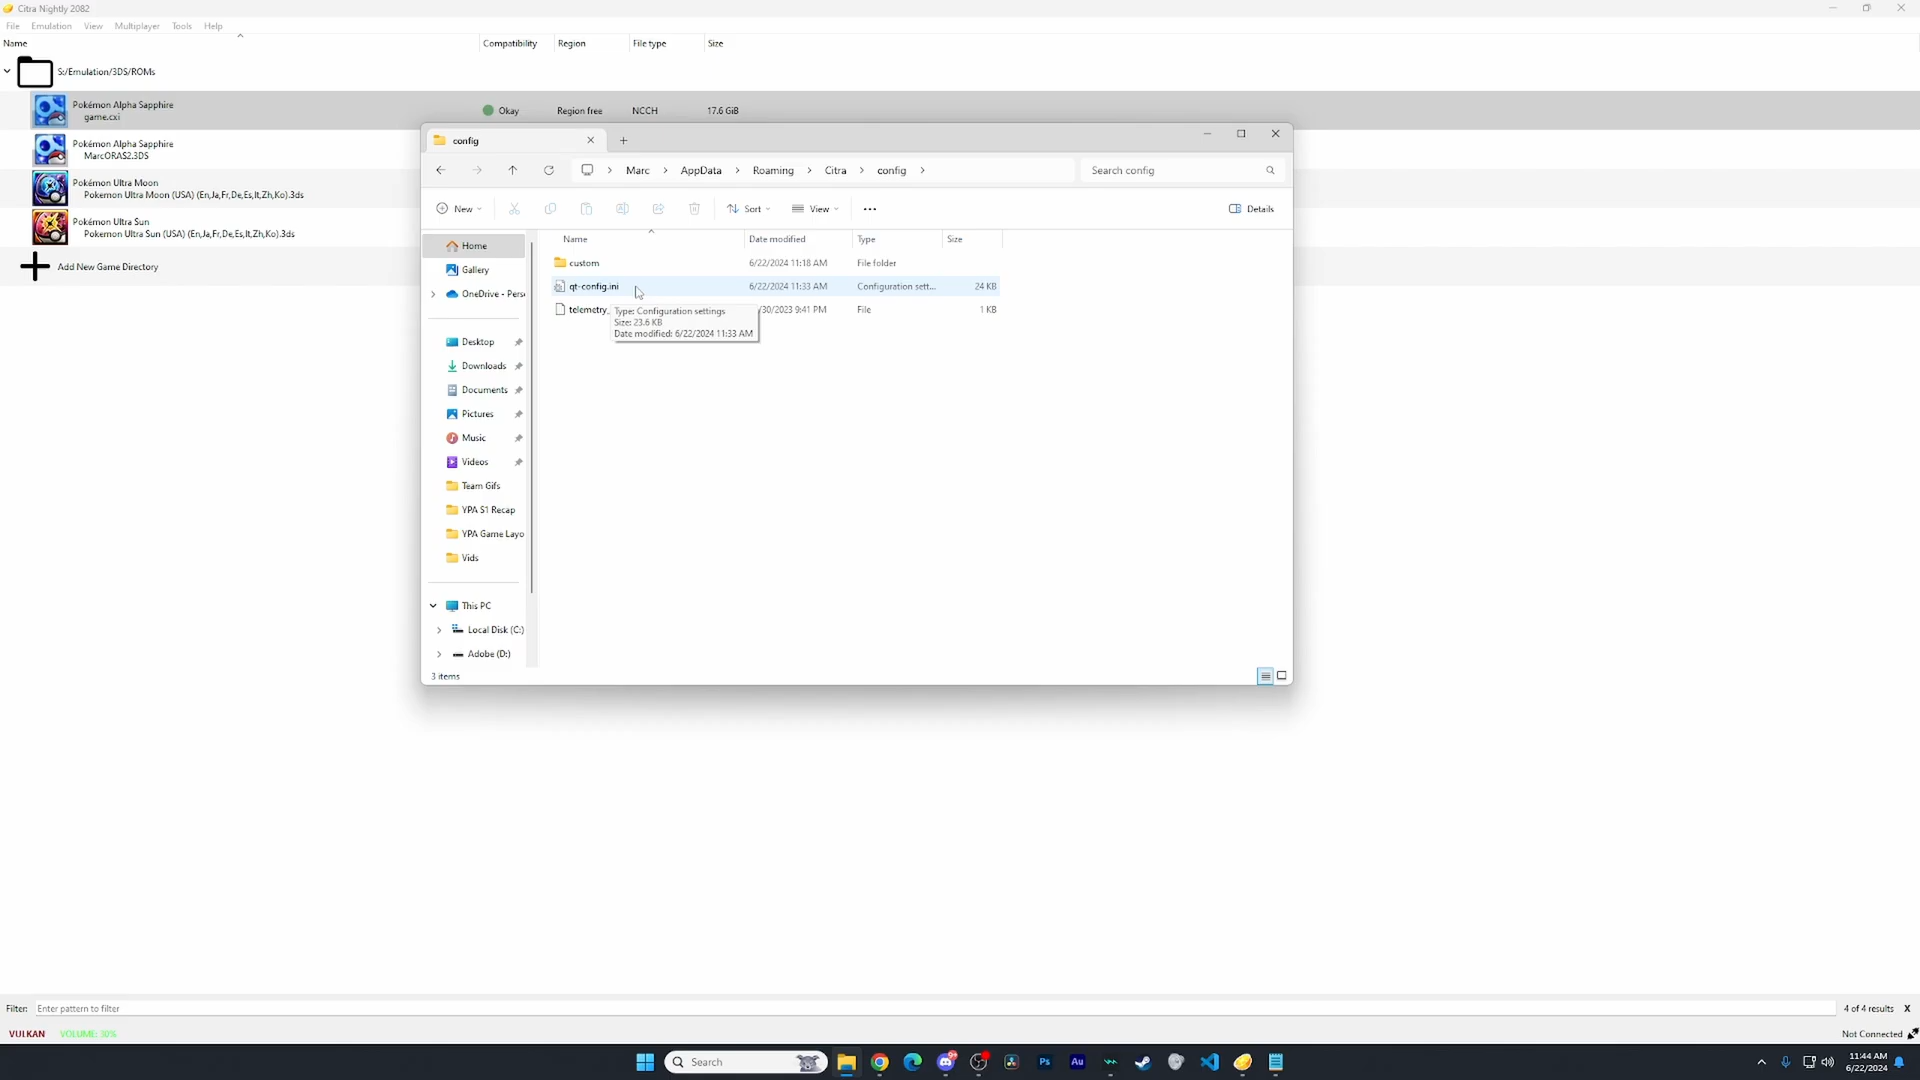 Citra Nightly 2082
File Emulation View Multiplayer Tools Help
Name Compatibility Region File type Size
S:/Emulation/3DS/ROMs
Pokémon Alpha Sapphire
game.cxi
Okay Region free NCCH 17.6 GiB
Pokémon Alpha Sapphire
MarcORAS2.3DS
Pokémon Ultra Moon
Pokemon Ultra Moon (USA) (En,Ja,Fr,De,Es,It,Zh,Ko).3ds
Pokémon Ultra Sun
Pokemon Ultra Sun (USA) (En,Ja,Fr,De,Es,It,Zh,Ko).3ds
Add New Game Directory
config
Marc AppData Roaming Citra config
Search config
New Sort View Details
Name Date modified Type Size
custom 6/22/2024 11:18 AM File folder
qt-config.ini 6/22/2024 11:33 AM Configuration sett... 24 KB
telemetry_ /30/2023 9:41 PM File 1 KB
Type: Configuration settings
Size: 23.6 KB
Date modified: 6/22/2024 11:33 AM
Home
Gallery
OneDrive - Pers
Desktop
Downloads
Documents
Pictures
Music
Videos
Team Gifs
YPA S1 Recap
YPA Game Layo
Vids
This PC
Local Disk (C:)
Adobe (D:)
3 items
Filter: Enter pattern to filter
4 of 4 results X
VULKAN VOLUME: 30%
Not Connected
Search
Ps
Au
11:44 AM
6/22/2024